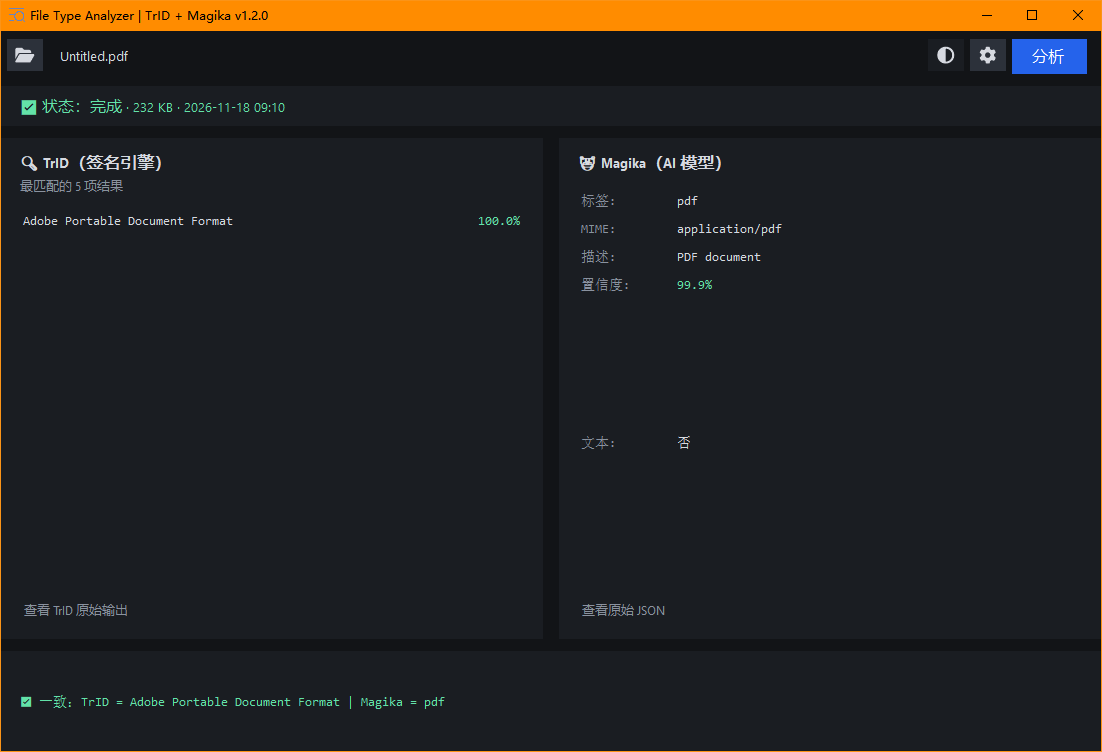 File Type Analyzer | TrID + Magika v1.2.0
Untitled.pdf
分析
状态：完成 · 232 KB · 2026-11-18 09:10
TrID（签名引擎）
最匹配的 5 项结果
Adobe Portable Document Format 100.0%
Magika（AI 模型）
标签: pdf
MIME: application/pdf
描述: PDF document
置信度: 99.9%
文本: 否
查看 TrID 原始输出
查看原始 JSON
一致: TrID = Adobe Portable Document Format | Magika = pdf